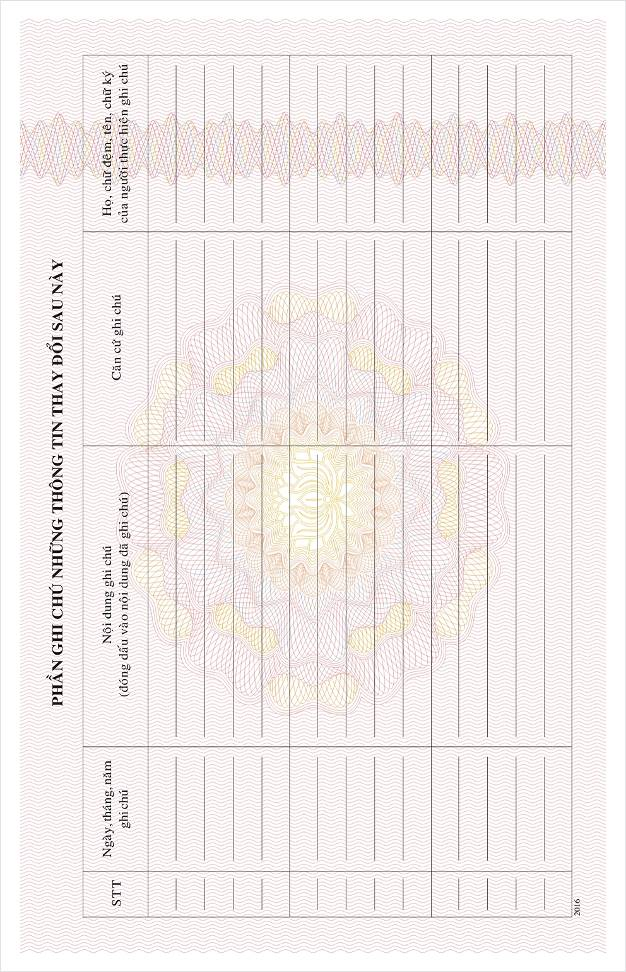 PHẦN GHI CHÚ NHỮNG THÔNG TIN THAY ĐỔI SAU NÀY
STT
Ngày, tháng, năm
ghi chú
Nội dung ghi chú
(đóng dấu vào nội dung đã ghi chú)
Căn cứ ghi chú
Họ, chữ đệm, tên, chữ ký
của người thực hiện ghi chú
2016